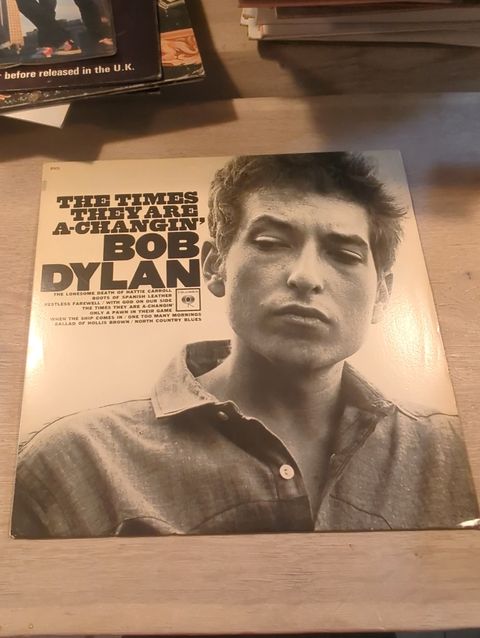 before released in the U.K.
THE TIMES
THEY ARE
A-CHANGIN'
BOB
DYLAN
THE LONESOME DEATH OF HATTIE CARROLL
BOOTS OF SPANISH LEATHER
RESTLESS FAREWELL / WITH GOD ON OUR SIDE
THE TIMES THEY ARE A-CHANGIN'
ONLY A PAWN IN THEIR GAME
WHEN THE SHIP COMES IN / ONE TOO MANY MORNINGS
BALLAD OF HOLLIS BROWN / NORTH COUNTRY BLUES